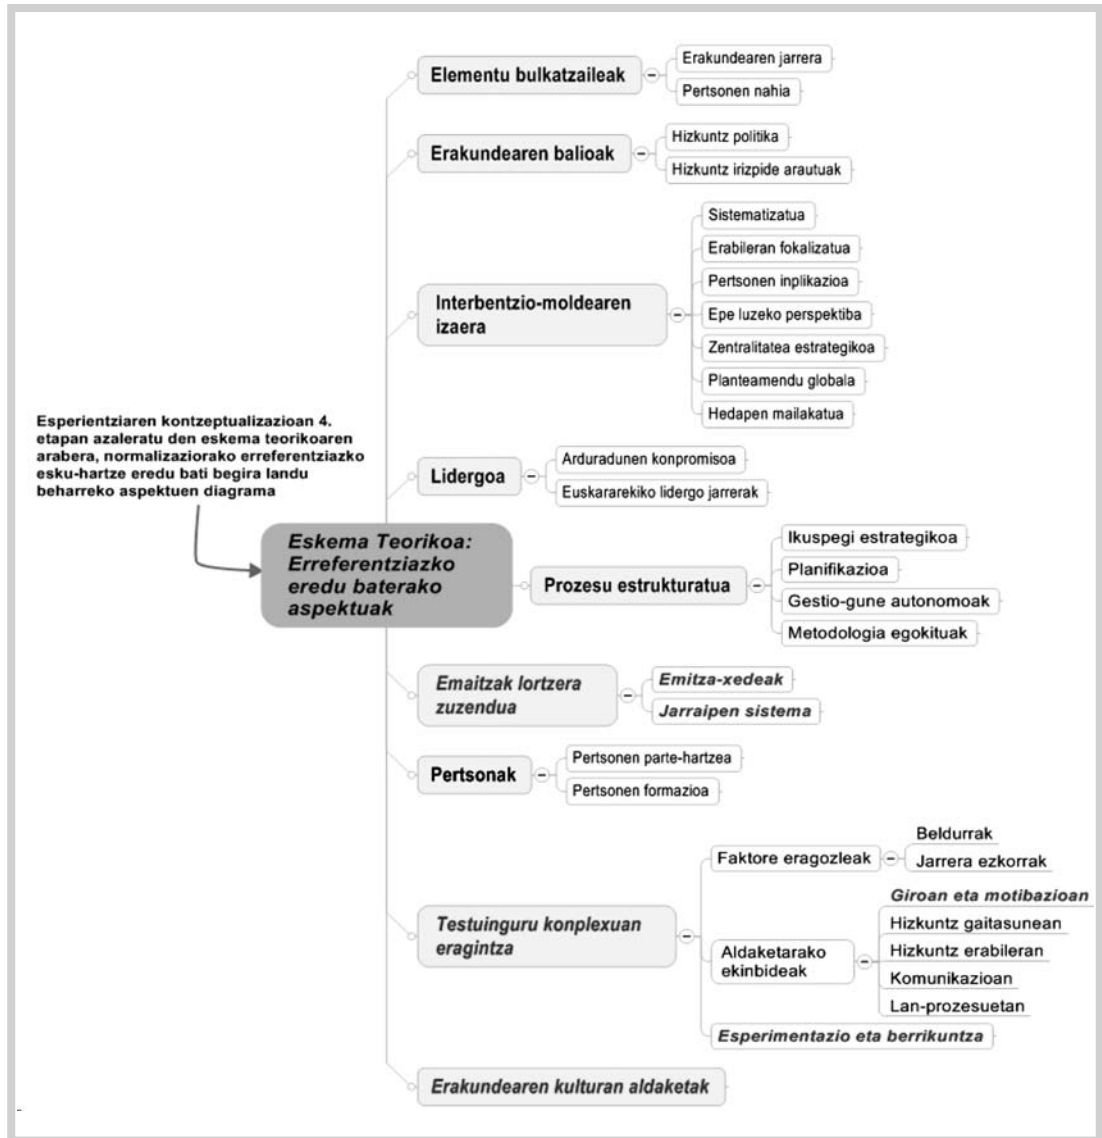 Elementu bulkatzaileak
Erakundearen jarrera
Pertsonen nahia
Erakundearen balioak
Hizkuntz politika
Hizkuntz irizpide arautuak
Interbentzio-moldearen
izaera
Sistematizatua
Erabileran fokalizatua
Pertsonen inplikazioa
Epe luzeko perspektiba
Zentralitatea estrategikoa
Planteamendu globala
Hedapen mailakatua
Esperientziaren kontzeptualizazioan 4.
etapan azaleratu den eskema teorikoaren
arabera, normalizaziorako erreferentziazko
esku-hartze eredu bati begira landu
beharreko aspektuen diagrama
Lidergoa
Arduradunen konpromisoa
Euskararekiko lidergo jarrerak
Eskema Teorikoa:
Erreferentziazko
eredu baterako
aspektuak
Prozesu estrukturatua
Ikuspegi estrategikoa
Planifikazioa
Gestio-gune autonomoak
Metodologia egokituak
Emaitzak lortzera
zuzendua
Emitza-xedeak
Jarraipen sistema
Pertsonak
Pertsonen parte-hartzea
Pertsonen formazioa
Testuinguru konplexuan
eragintza
Faktore eragozleak
Beldurrak
Jarrera ezkorrak
Aldaketarako
ekinbideak
Giroan eta motibazioan
Hizkuntz gaitasunean
Hizkuntz erabileran
Komunikazioan
Lan-prozesuetan
Esperimentazio eta berrikuntza
Erakundearen kulturan aldaketak